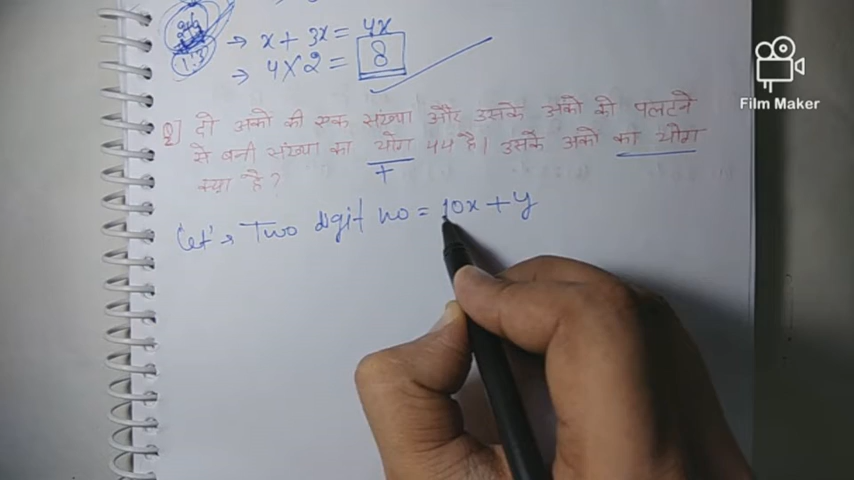 → x + 3x = 4x
→ 4 x 2 = 8
Q] दो अंको की एक संख्या और उसके अंको को पलटने
से बनी संख्या का योग 44 है। उसके अंको का योग
क्या है?
+
Let's Two digit no = 10x + y
Film Maker